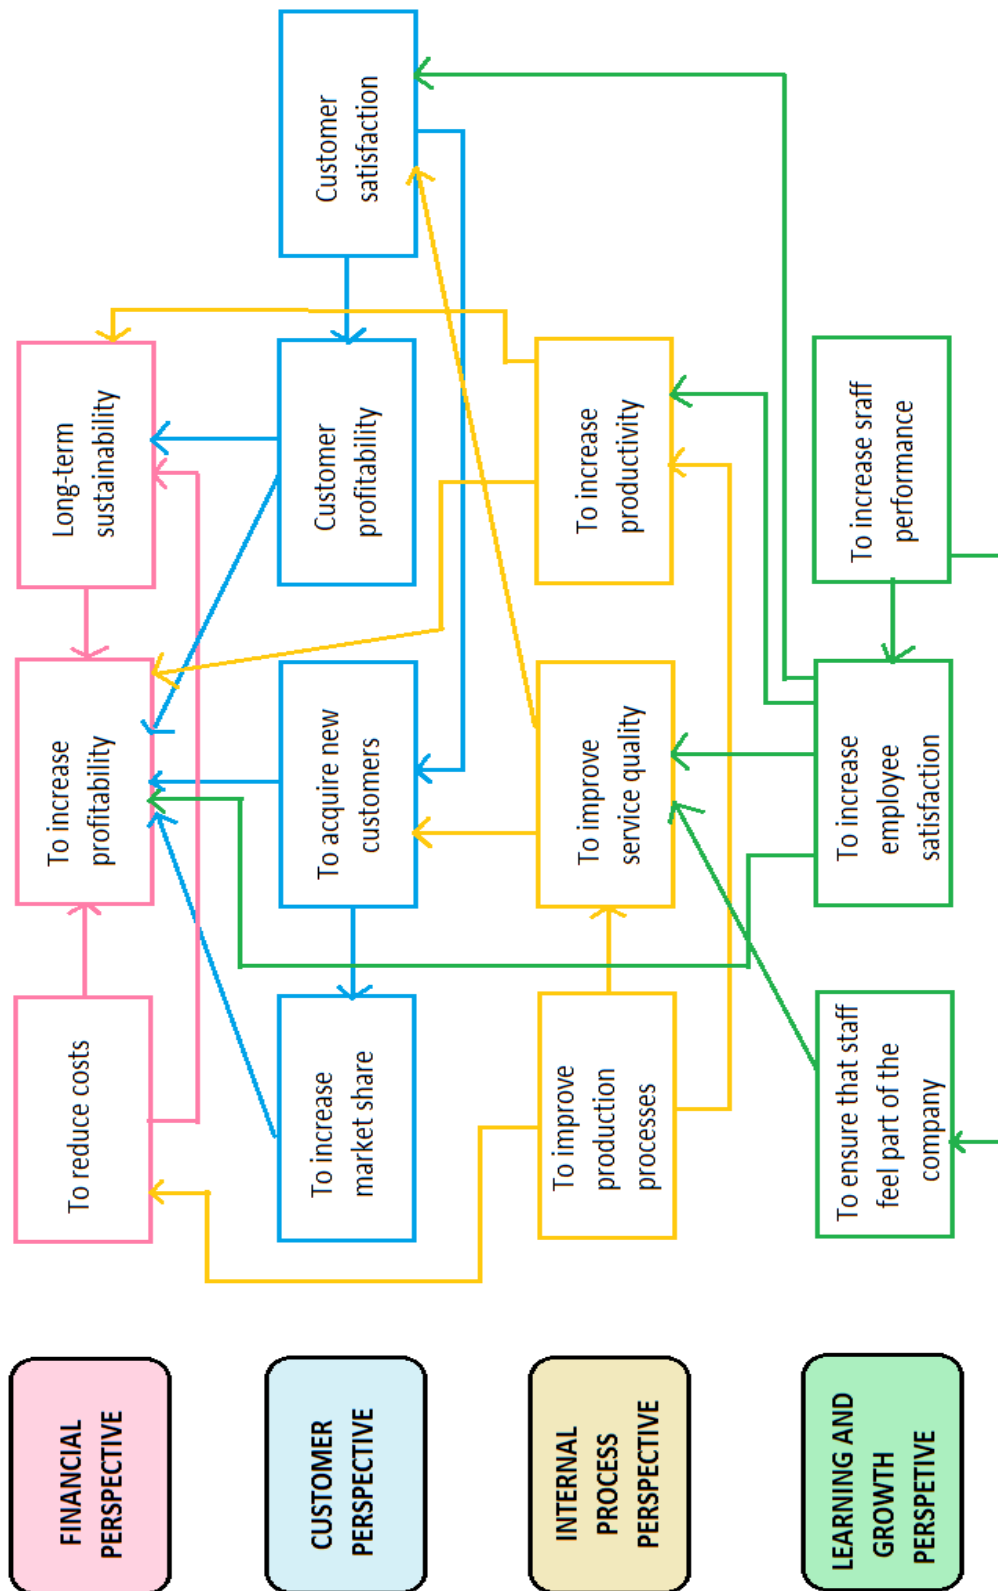 FINANCIAL
PERSPECTIVE
To reduce costs
To increase
profitability
Long-term
sustainability
CUSTOMER
PERSPECTIVE
To increase
market share
To acquire new
customers
Customer
profitability
Customer
satisfaction
INTERNAL
PROCESS
PERSPECTIVE
To improve
production
processes
To improve
service quality
To increase
productivity
LEARNING AND
GROWTH
PERSPETIVE
To ensure that staff
feel part of the
company
To increase
employee
satisfaction
To increase sraff
performance